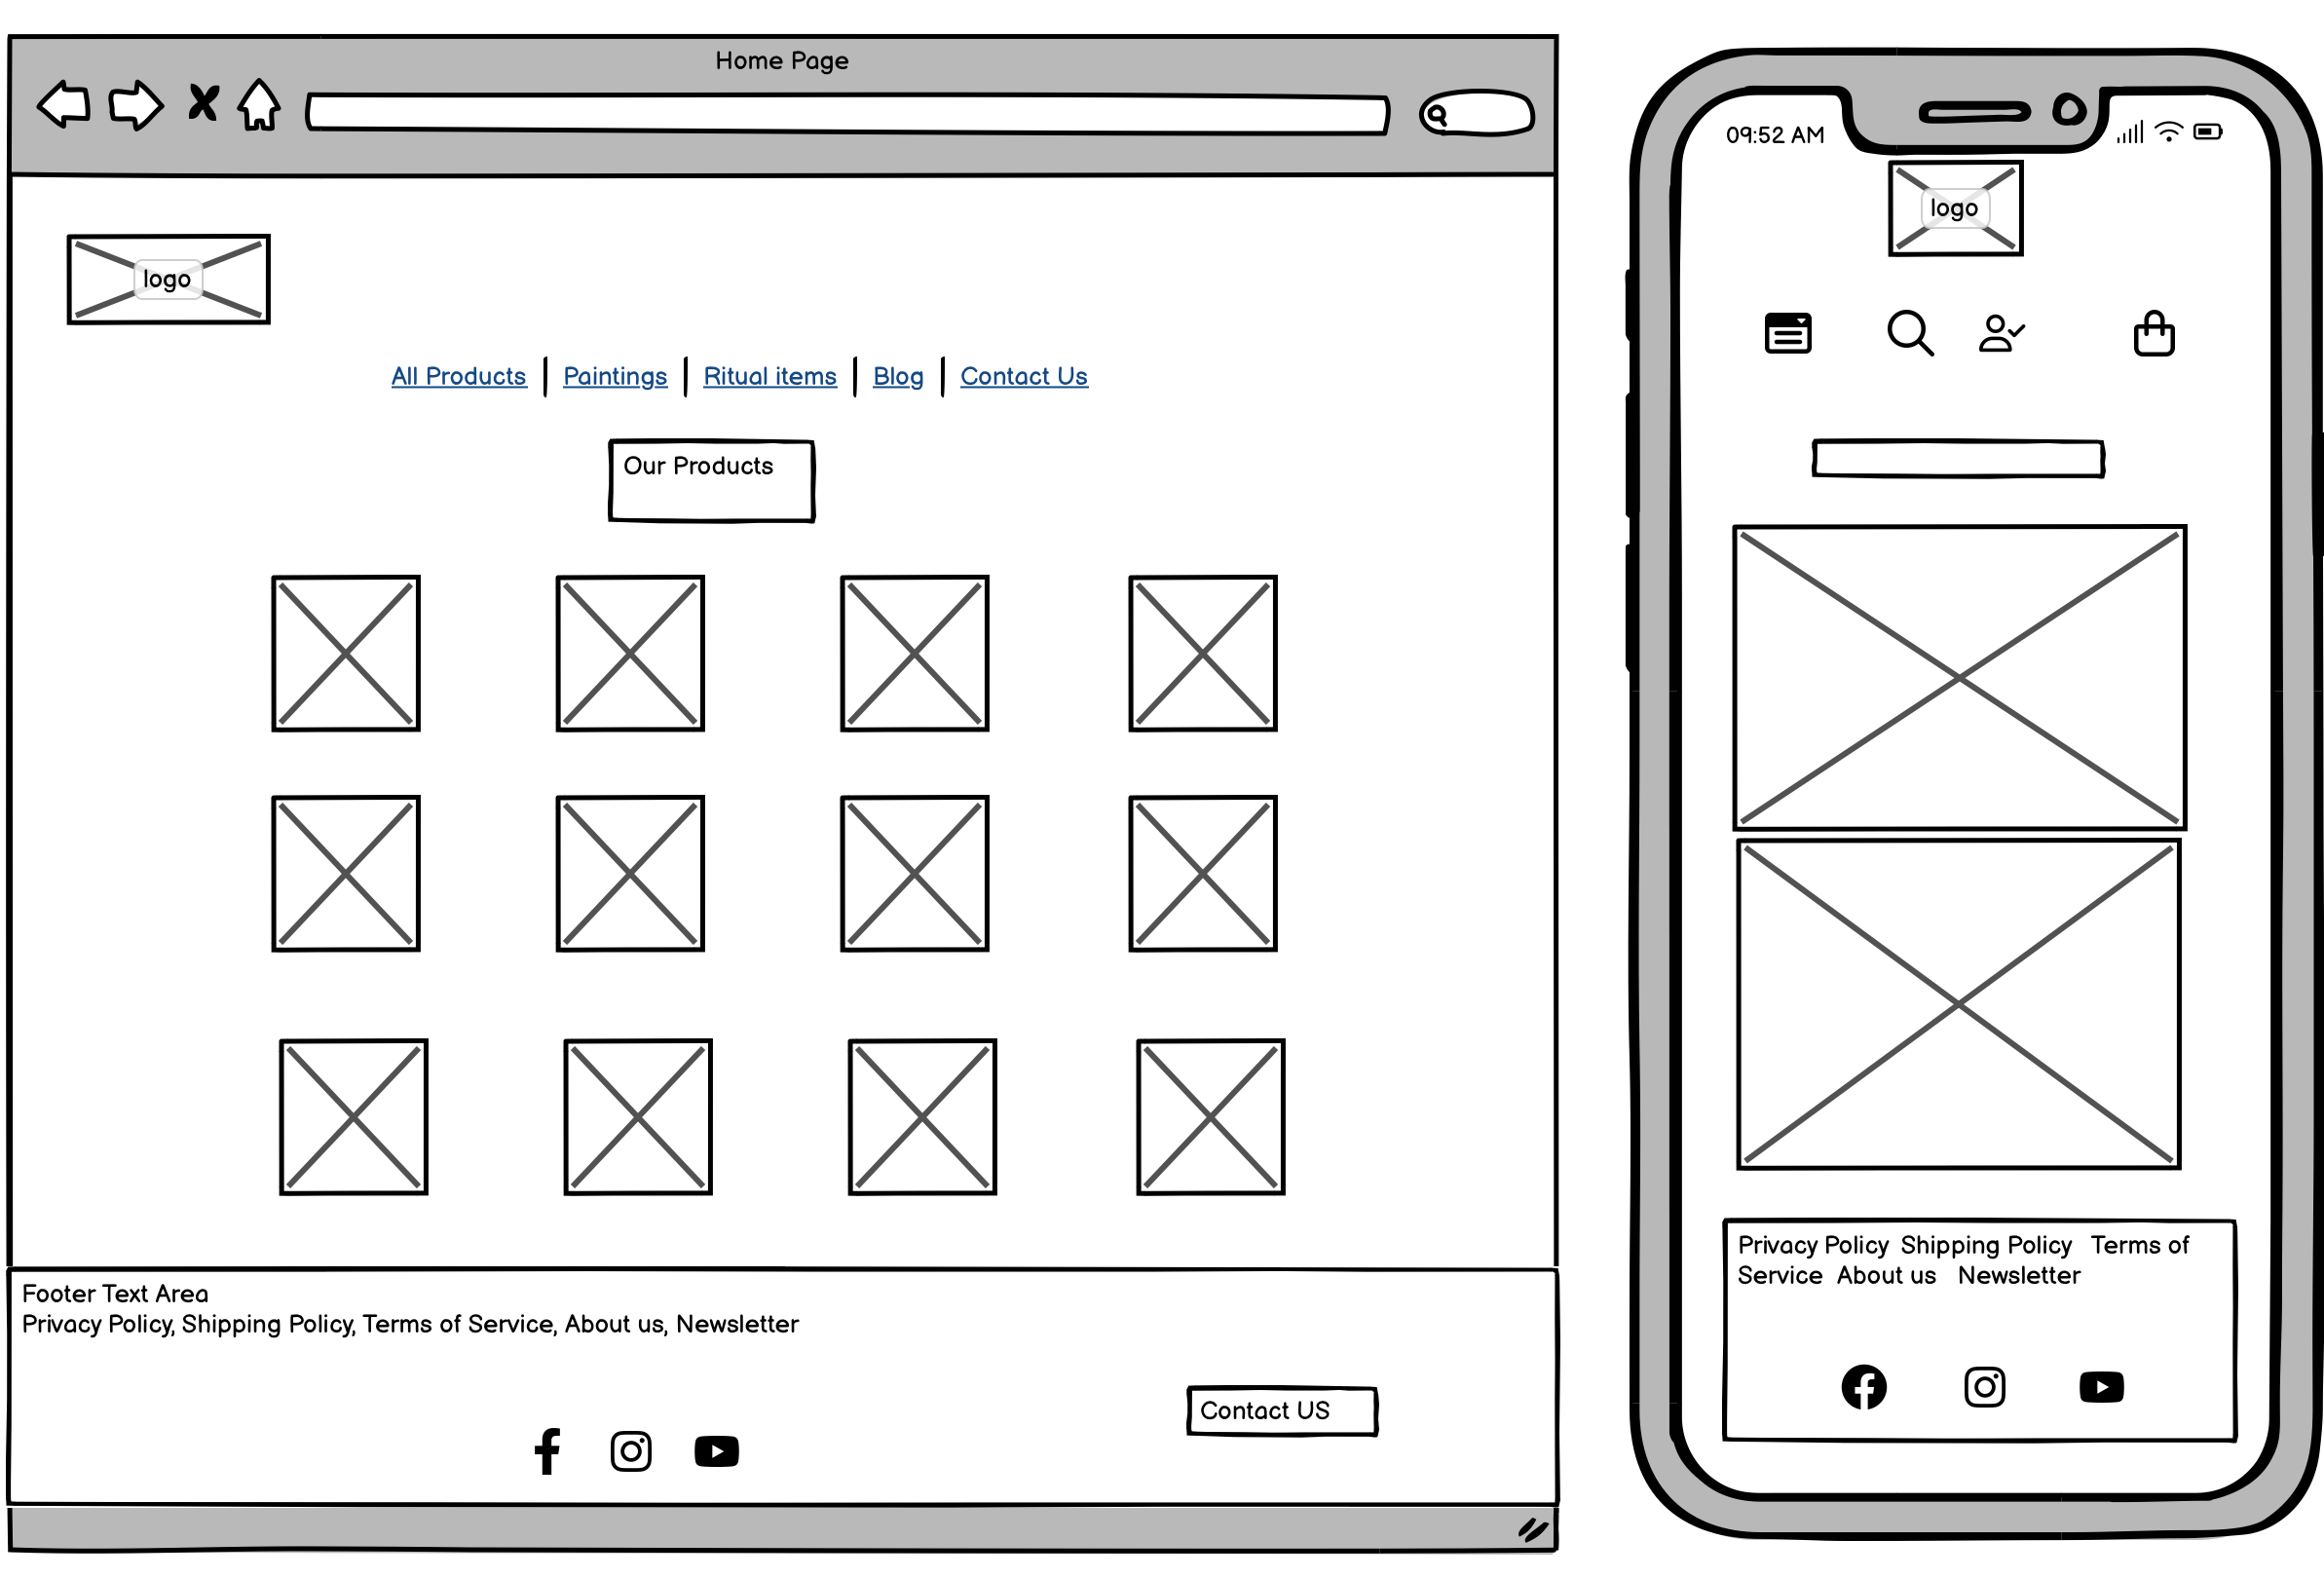 Home Page
logo
All Products
Paintings
Ritual items
Blog
Contact Us
Our Products
Footer Text Area
Privacy Policy, Shipping Policy, Terms of Service, About us, Newsletter
Contact US
09:52 AM
logo
Privacy Policy  Shipping Policy   Terms of
Service  About us   Newsletter